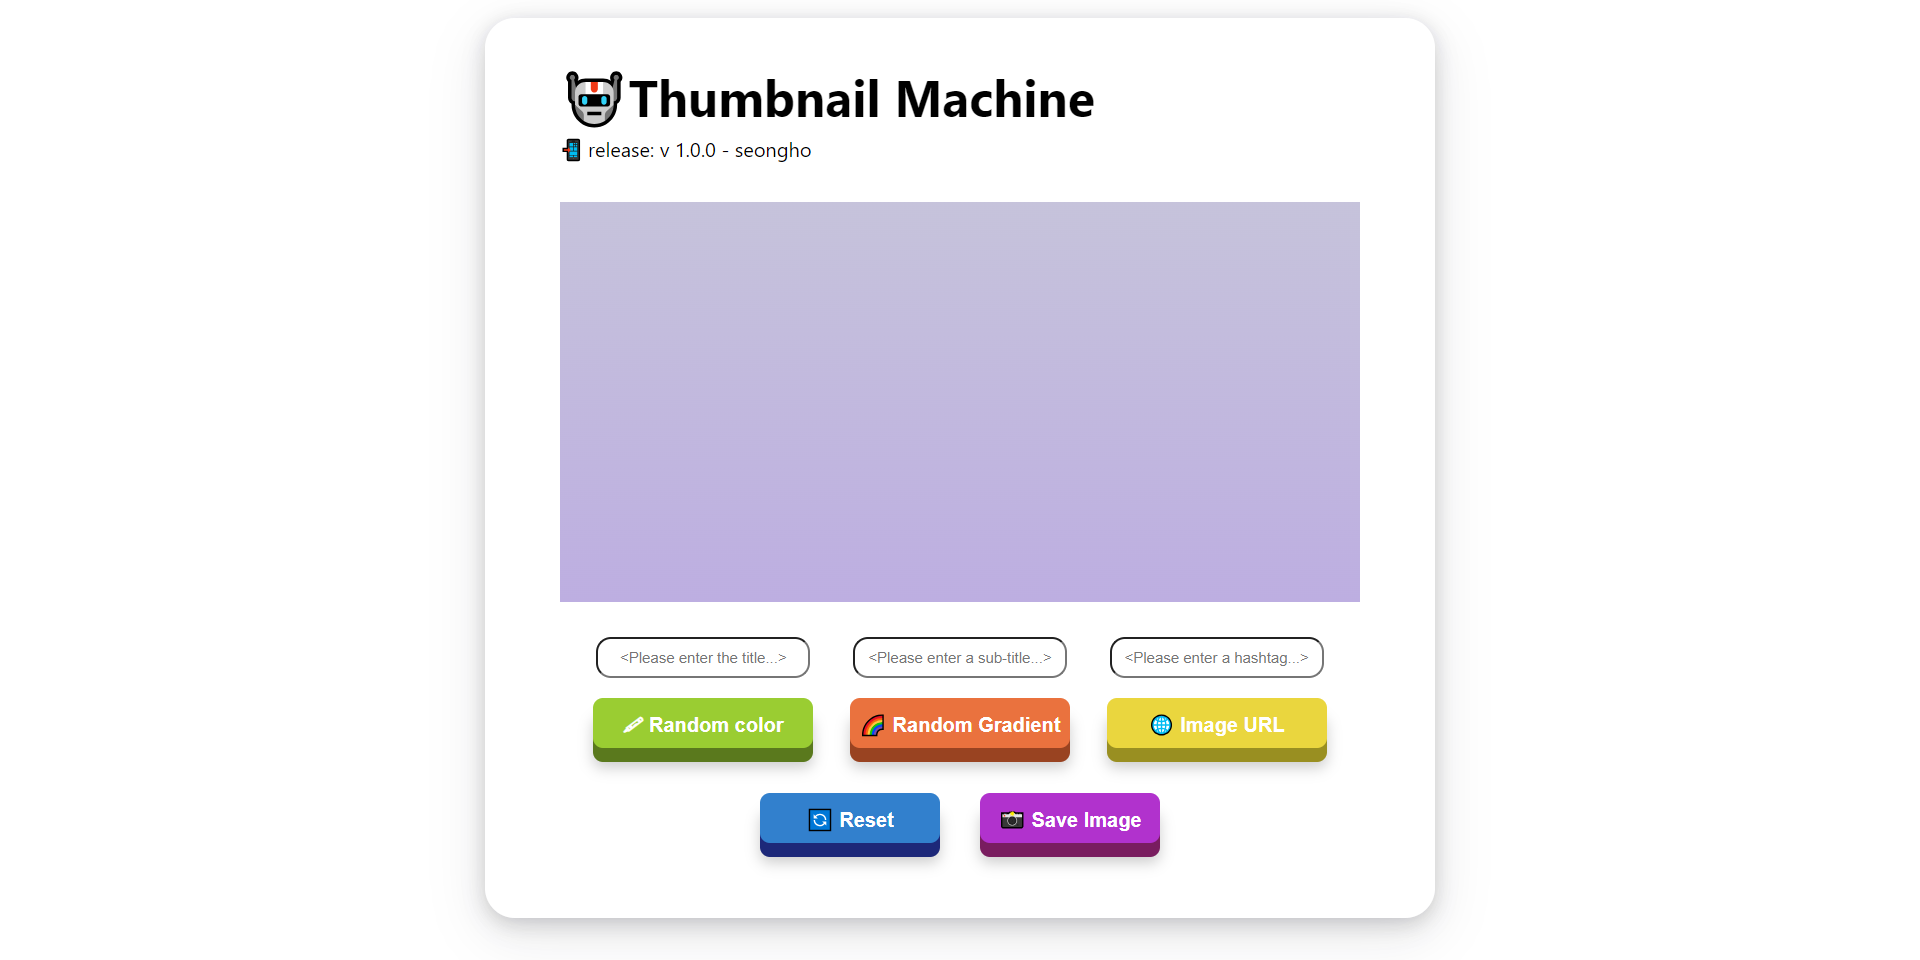 Thumbnail Machine
release: v 1.0.0 - seongho
<Please enter the title...>
<Please enter a sub-title...>
<Please enter a hashtag...>
Random color
Random Gradient
Image URL
Reset
Save Image